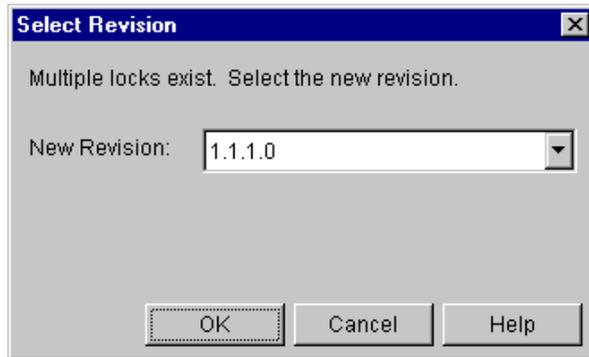 Select Revision
Multiple locks exist.  Select the new revision.
New Revision: 1.1.1.0
OK Cancel Help